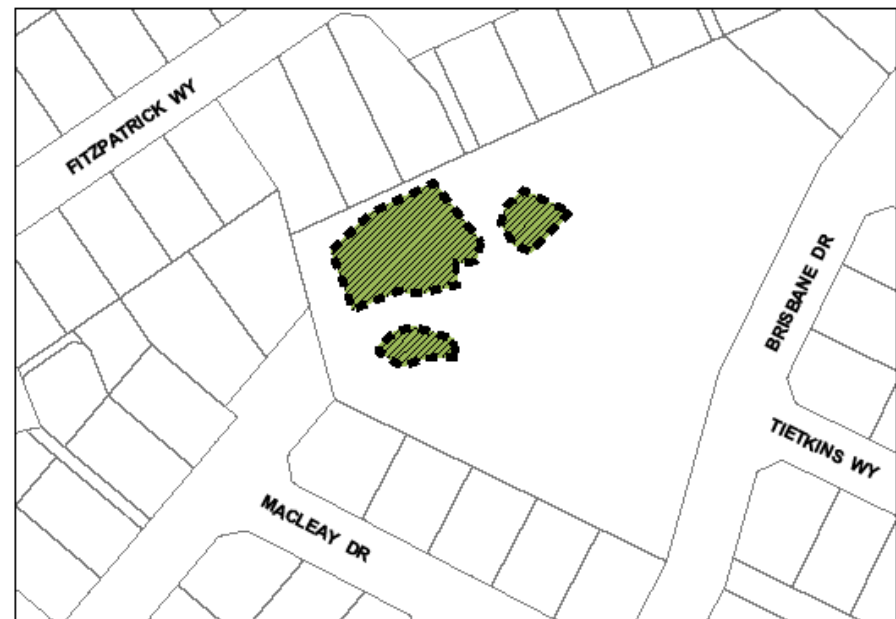 FITZPATRICK WY
BRISBANE DR
TIETKINS WY
MACLEAY DR